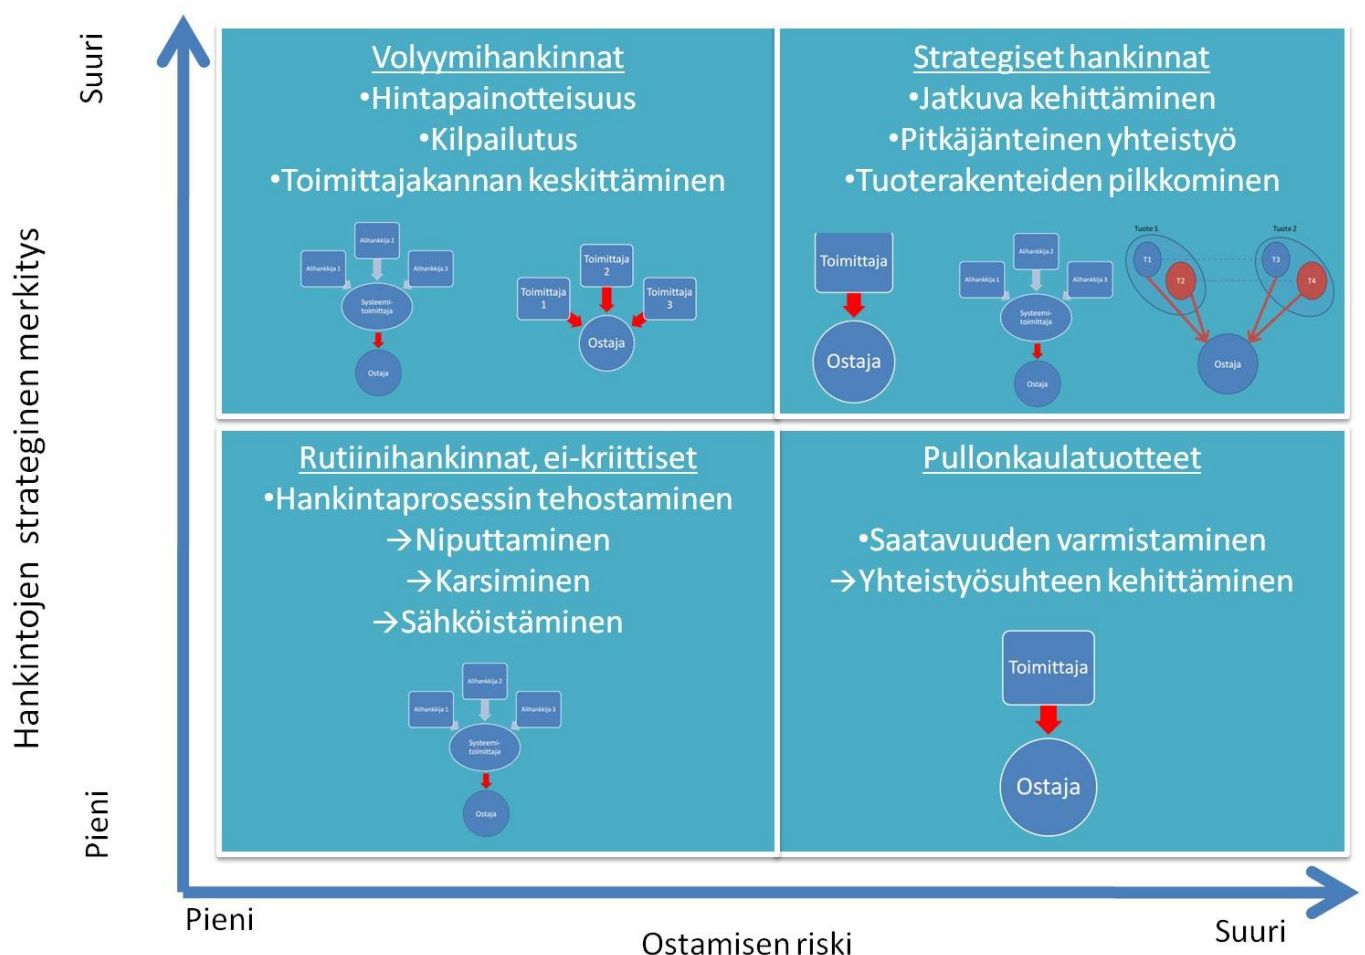 Suuri
Hankintojen strateginen merkitys
Pieni
Volyymihankinnat
•Hintapainotteisuus
•Kilpailutus
•Toimittajakannan keskittäminen
Alihankkija 2
Alihankkija 1
Alihankkija 3
Systeemi-
toimittaja
Ostaja
Toimittaja
2
Toimittaja
1
Toimittaja
3
Ostaja
Strategiset hankinnat
•Jatkuva kehittäminen
•Pitkäjänteinen yhteistyö
•Tuoterakenteiden pilkkominen
Toimittaja
Ostaja
Alihankkija 2
Alihankkija 1
Alihankkija 3
Systeemi-
toimittaja
Ostaja
Tuote 1
Tuote 2
T1
T2
T3
T4
Ostaja
Rutiinihankinnat, ei-kriittiset
•Hankintaprosessin tehostaminen
→Niputtaminen
→Karsiminen
→Sähköistäminen
Alihankkija 2
Alihankkija 1
Alihankkija 3
Systeemi-
toimittaja
Ostaja
Pullonkaulatuotteet
•Saatavuuden varmistaminen
→Yhteistyösuhteen kehittäminen
Toimittaja
Ostaja
Pieni
Ostamisen riski
Suuri